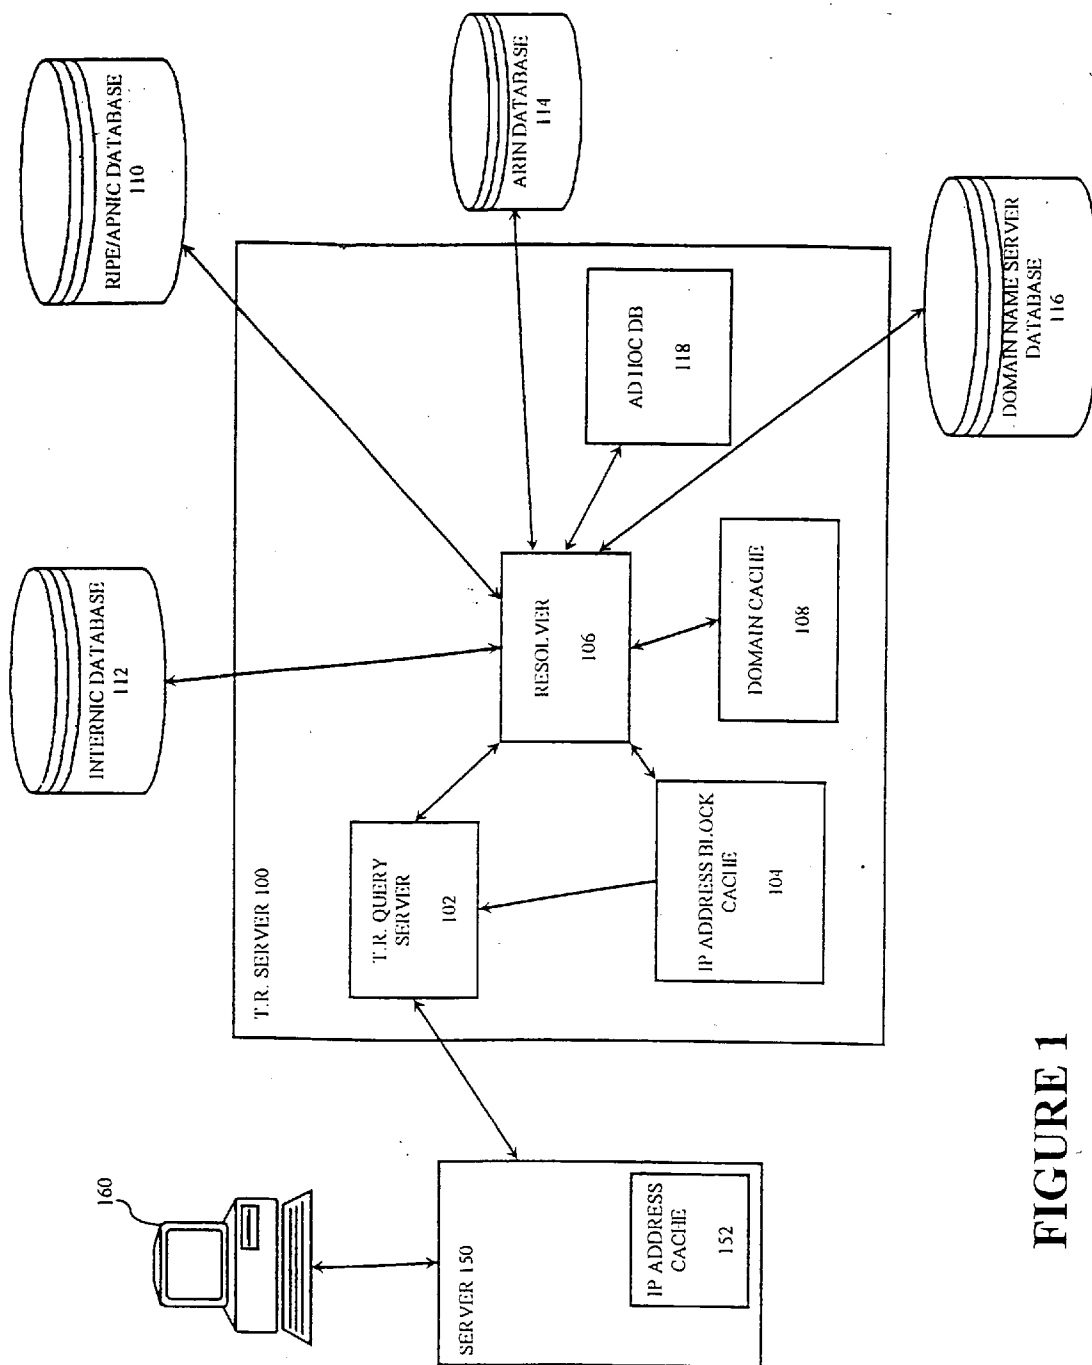 160
SERVER 150
IP ADDRESS
CACHE
152
T.R. SERVER 100
T.R. QUERY
SERVER
102
IP ADDRESS BLOCK
CACHE
104
RESOLVER
106
DOMAIN CACHE
108
AD HOC DB
118
INTERNIC DATABASE
112
RIPE/APNIC DATABASE
110
ARIN DATABASE
114
DOMAIN NAME SERVER
DATABASE
116
FIGURE 1